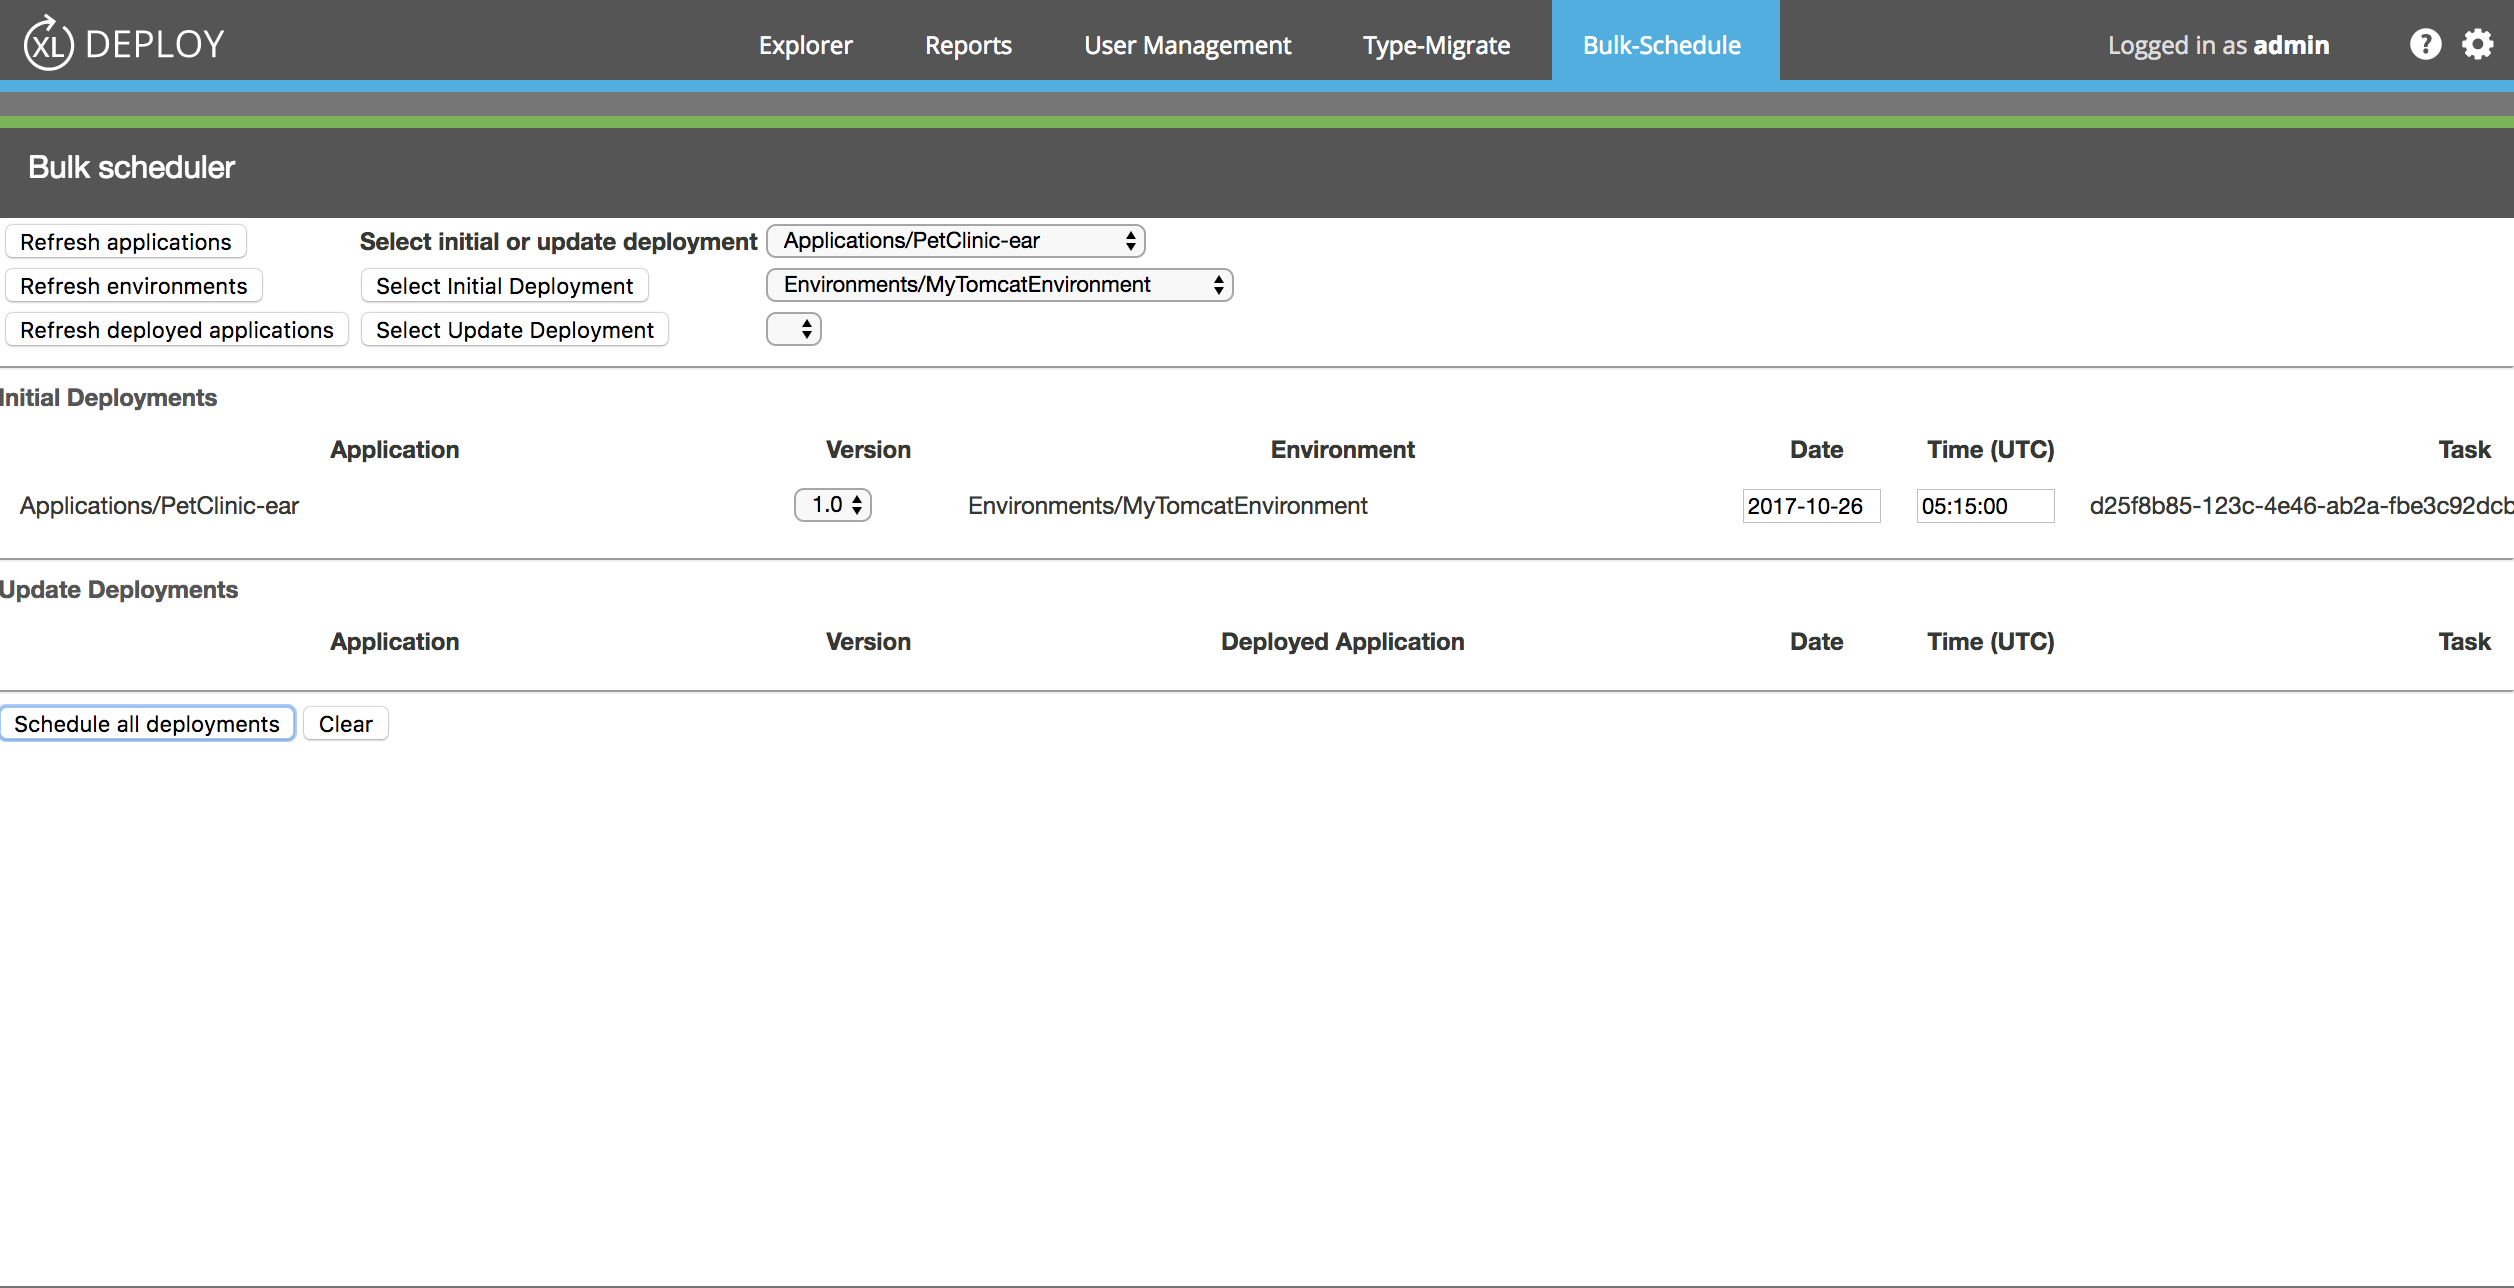 XL DEPLOY Explorer Reports User Management Type-Migrate Bulk-Schedule Logged in as admin ?
Bulk scheduler
Refresh applications Select initial or update deployment Applications/PetClinic-ear
Refresh environments Select Initial Deployment Environments/MyTomcatEnvironment
Refresh deployed applications Select Update Deployment
Initial Deployments
Application Version Environment Date Time (UTC) Task
Applications/PetClinic-ear 1.0 Environments/MyTomcatEnvironment 2017-10-26 05:15:00 d25f8b85-123c-4e46-ab2a-fbe3c92dcb
Update Deployments
Application Version Deployed Application Date Time (UTC) Task
Schedule all deployments Clear